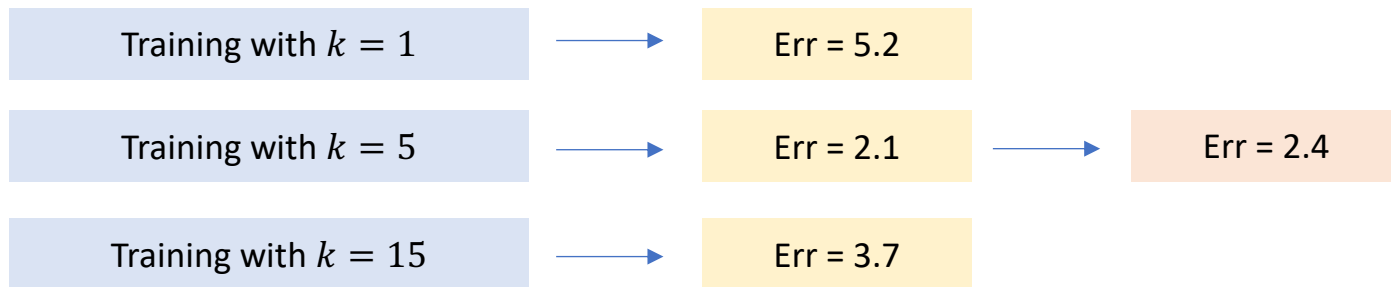 Training with k = 1
Err = 5.2
Training with k = 5
Err = 2.1
Err = 2.4
Training with k = 15
Err = 3.7